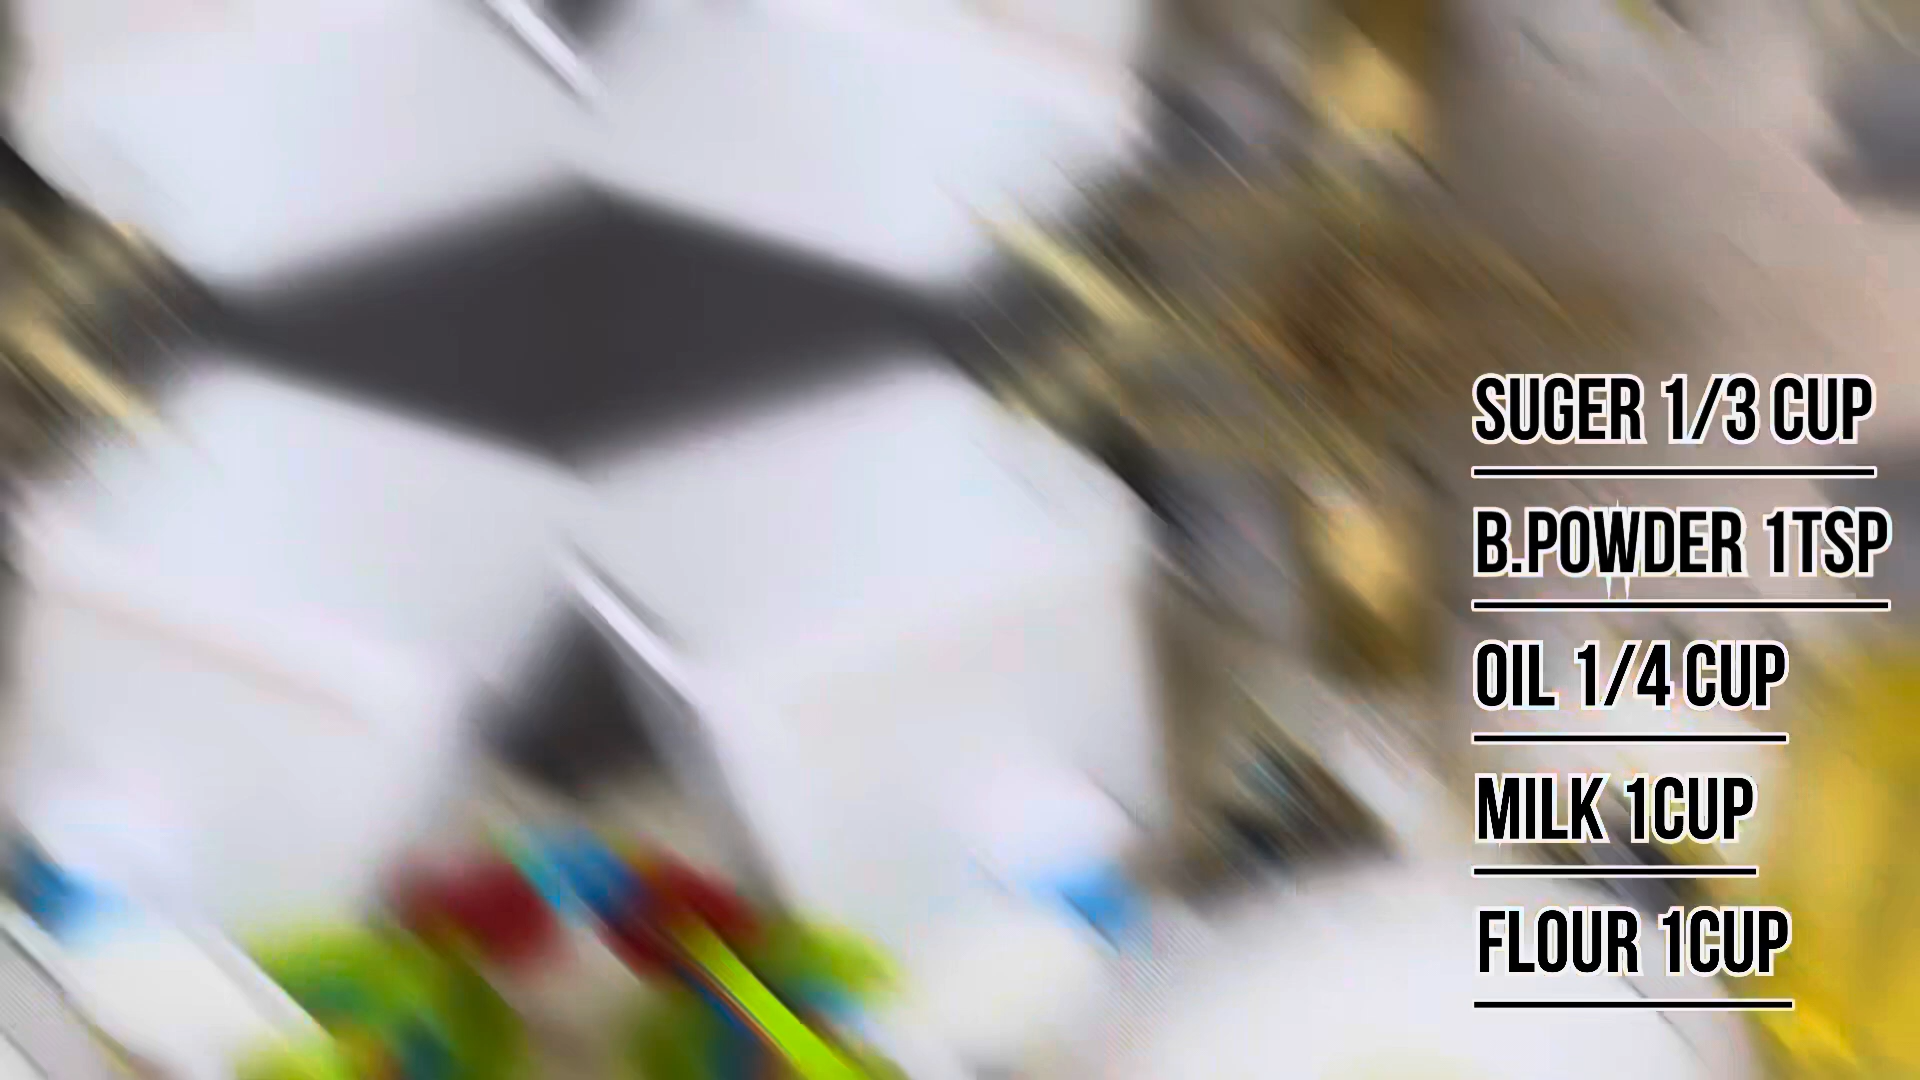 SUGER 1/3 CUP
B.POWDER 1TSP
OIL 1/4 CUP
MILK 1CUP
FLOUR 1CUP